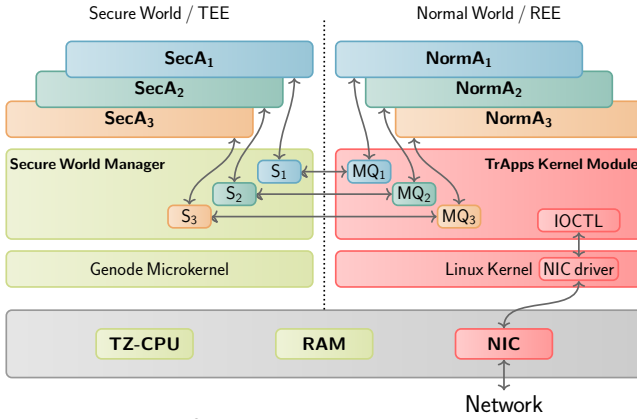 Secure World / TEE
Normal World / REE
SecA₁
NormA₁
SecA₂
NormA₂
SecA₃
NormA₃
Secure World Manager
TrApps Kernel Module
S₁
MQ₁
S₂
MQ₂
S₃
MQ₃
IOCTL
Genode Microkernel
Linux Kernel
NIC driver
TZ-CPU
RAM
NIC
Network